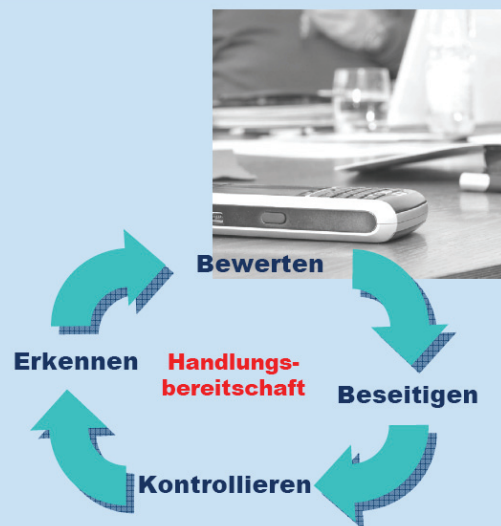 Bewerten
Erkennen
Handlungs-
bereitschaft
Beseitigen
Kontrollieren